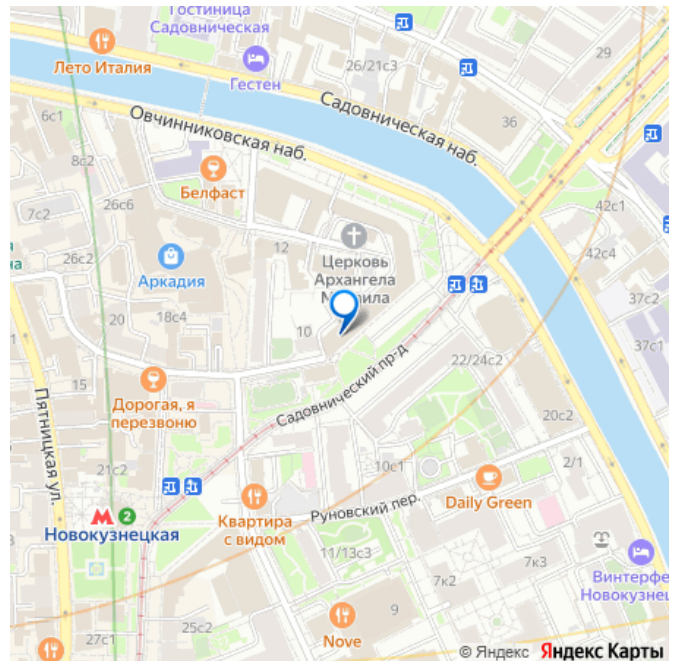 Гостиница
Садовническая
Лето Италия
Гестен
26/21с3
29
Садовническая наб.
36
Овчинниковская наб.
6с1
8с2
Белфаст
26с6
7с2
42с1
12
Церковь
Архангела
26с2
Аркадия
42с4
37с2
20
18с4
10
37с1
22/24с2
15
Садовнический пр-д
Дорогая, я
перезвоню
Пятницкая ул.
20с2
21с2
10с1
2/1
М 2
Новокузнецкая
Квартира
с видом
Руновский пер.
Daily Green
11/13с3
7к2
7к3
Винтерфе
Новокузнец
9
25с2
27с1
Nove
© Яндекс Яндекс Карты